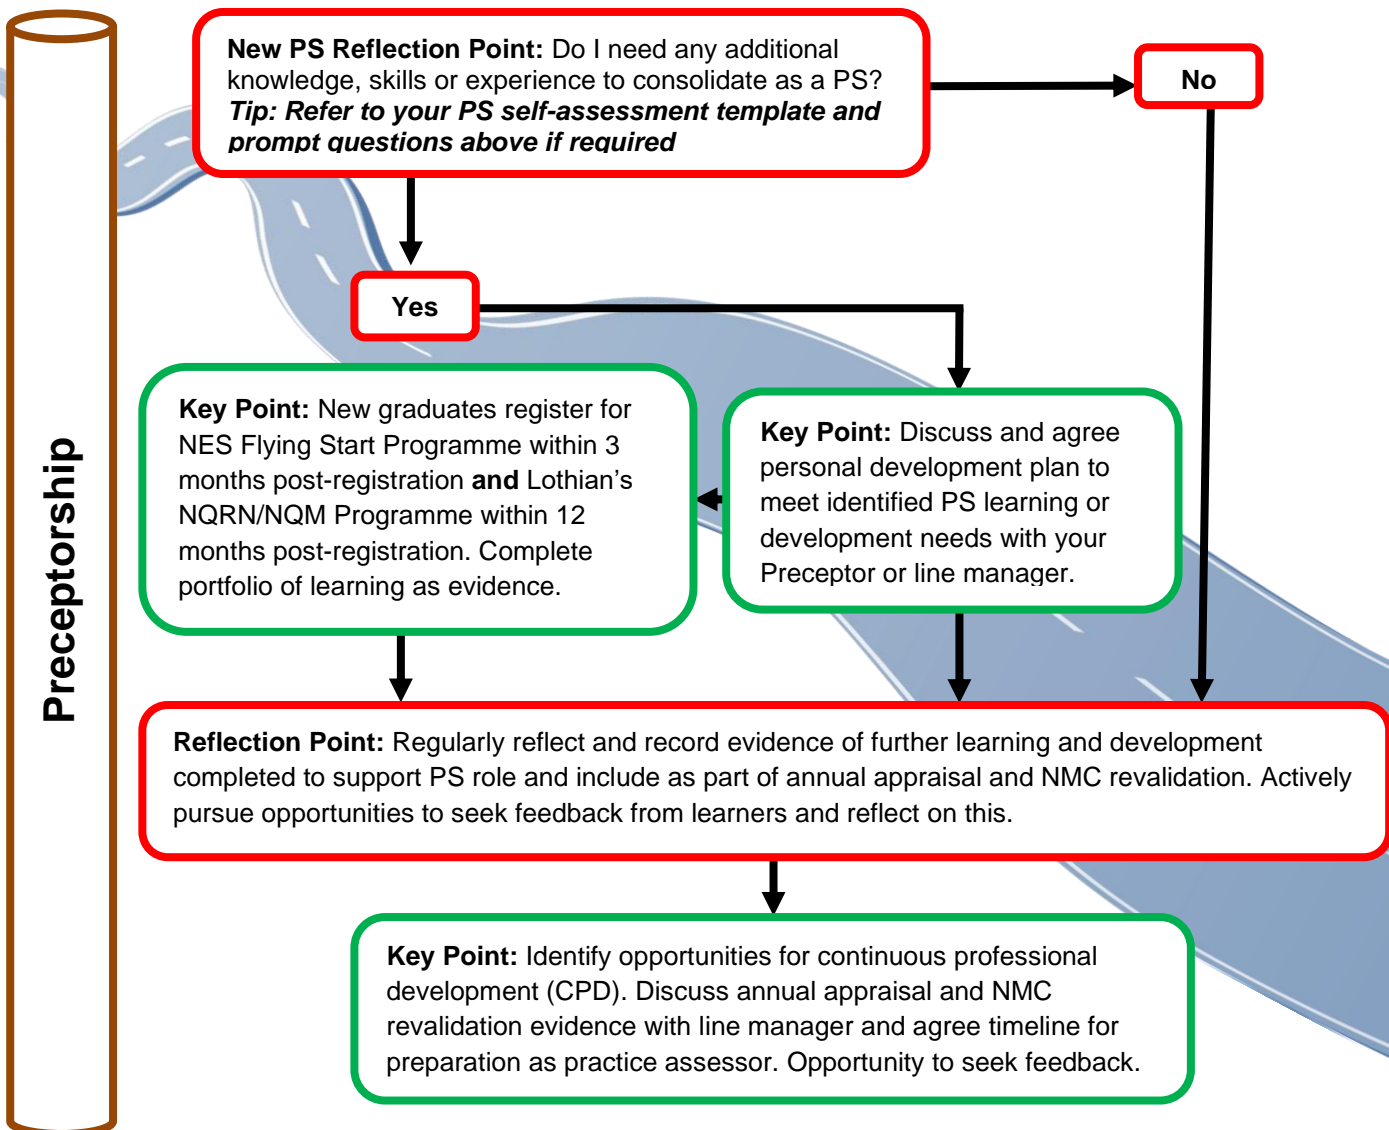 New PS Reflection Point: Do I need any additional
knowledge, skills or experience to consolidate as a PS?
Tip: Refer to your PS self-assessment template and
prompt questions above if required
No
Yes
Key Point: New graduates register for
NES Flying Start Programme within 3
months post-registration and Lothian’s
NQRN/NQM Programme within 12
months post-registration. Complete
portfolio of learning as evidence.
Key Point: Discuss and agree
personal development plan to
meet identified PS learning or
development needs with your
Preceptor or line manager.
Preceptorship
Reflection Point: Regularly reflect and record evidence of further learning and development
completed to support PS role and include as part of annual appraisal and NMC revalidation. Actively
pursue opportunities to seek feedback from learners and reflect on this.
Key Point: Identify opportunities for continuous professional
development (CPD). Discuss annual appraisal and NMC
revalidation evidence with line manager and agree timeline for
preparation as practice assessor. Opportunity to seek feedback.